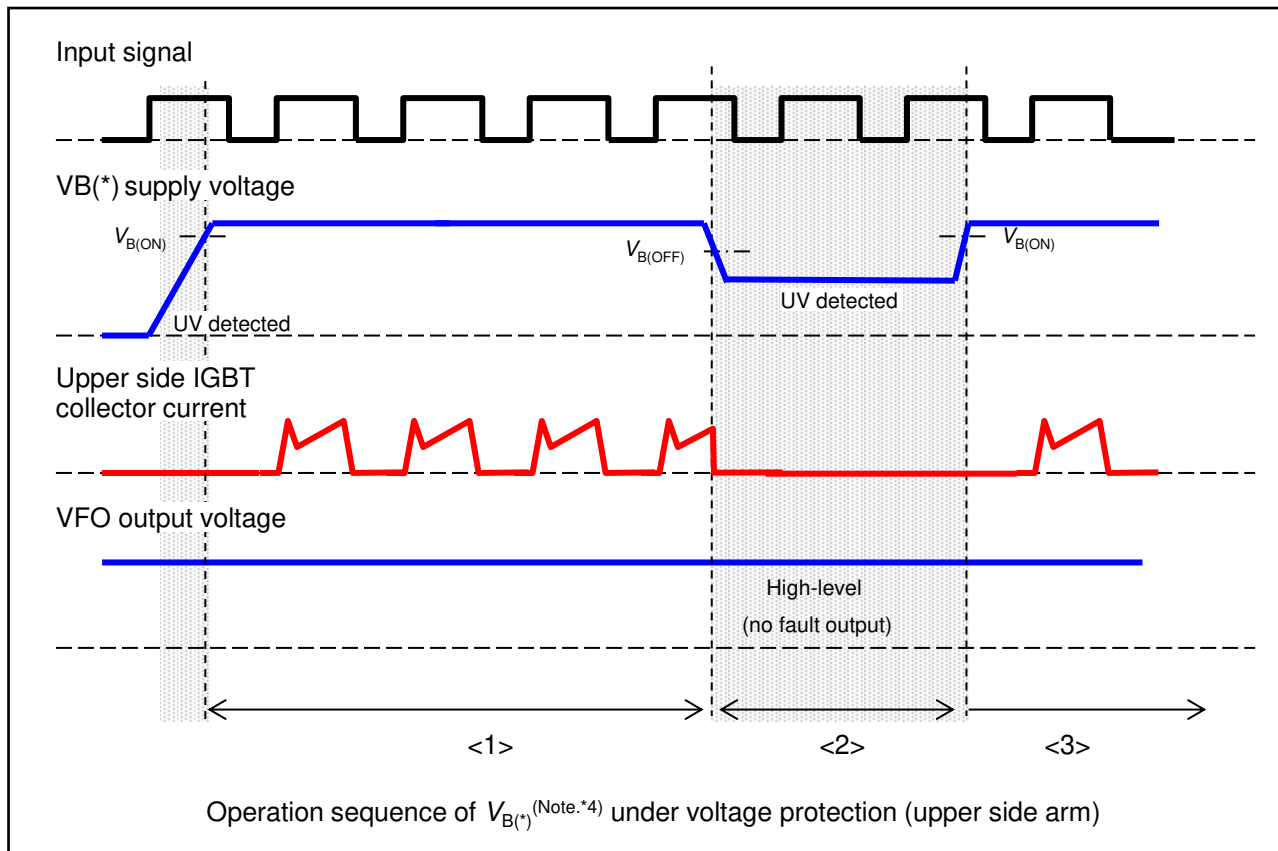 Input signal
VB(*) supply voltage
VB(ON)
VB(OFF)
VB(ON)
UV detected
UV detected
Upper side IGBT
collector current
VFO output voltage
High-level
(no fault output)
<1>
<2>
<3>
Operation sequence of VB(*)(Note.*4) under voltage protection (upper side arm)